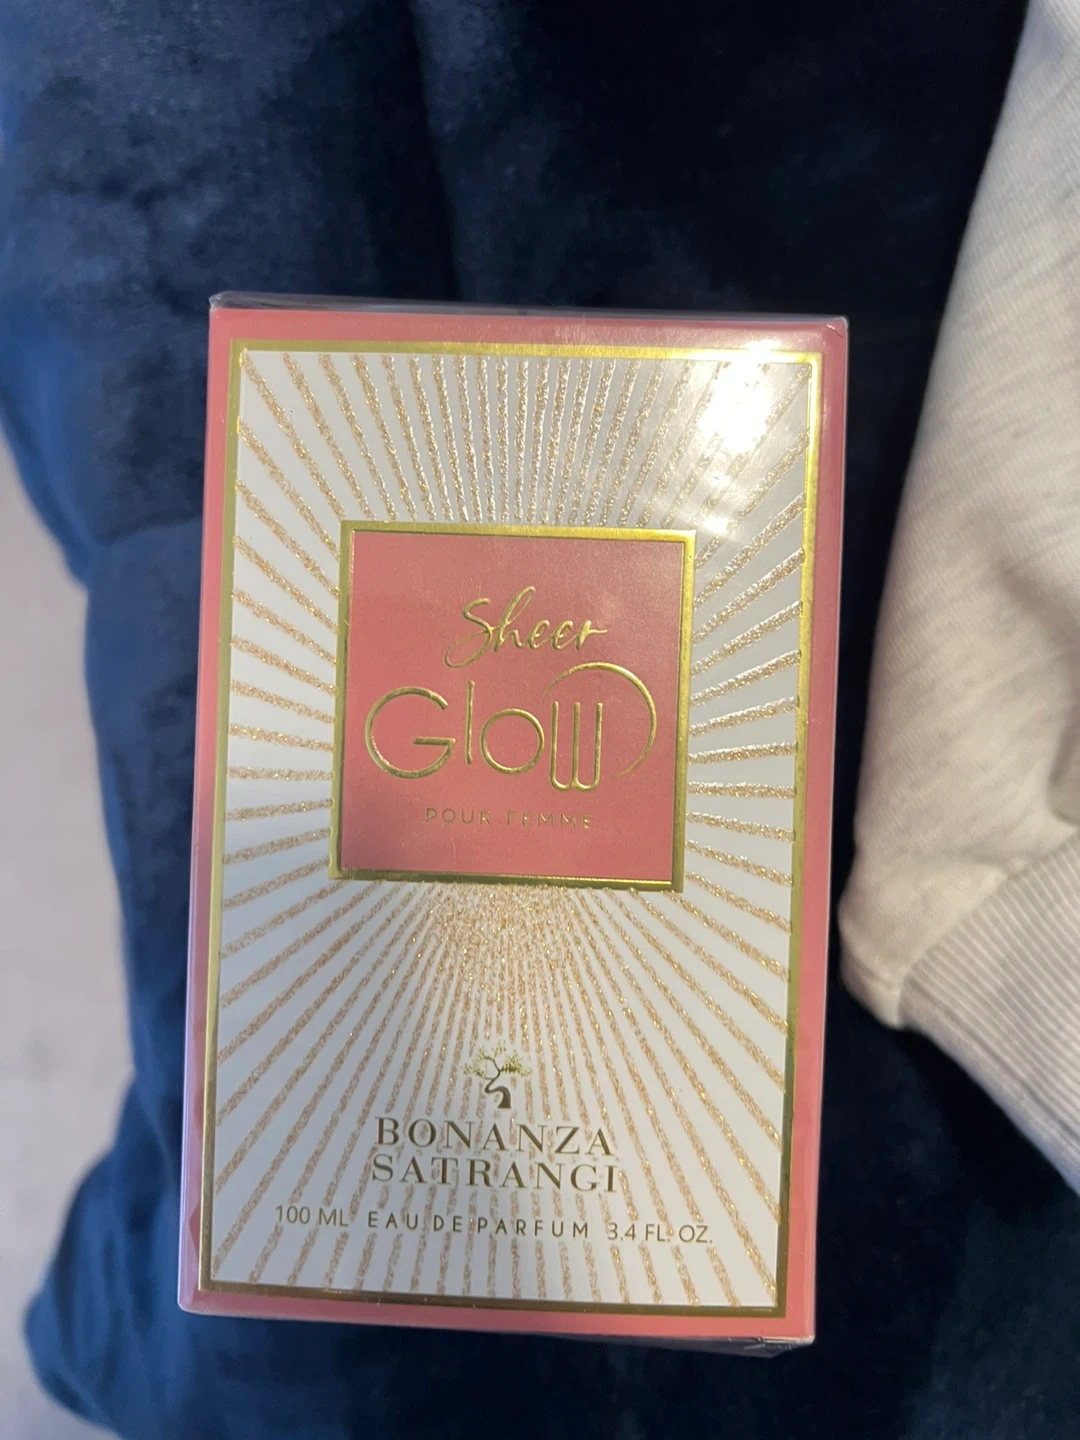 Sheer
Glow
POUR FEMME
BONANZA
SATRANGI
100 ML EAU DE PARFUM 3.4 FL. OZ.